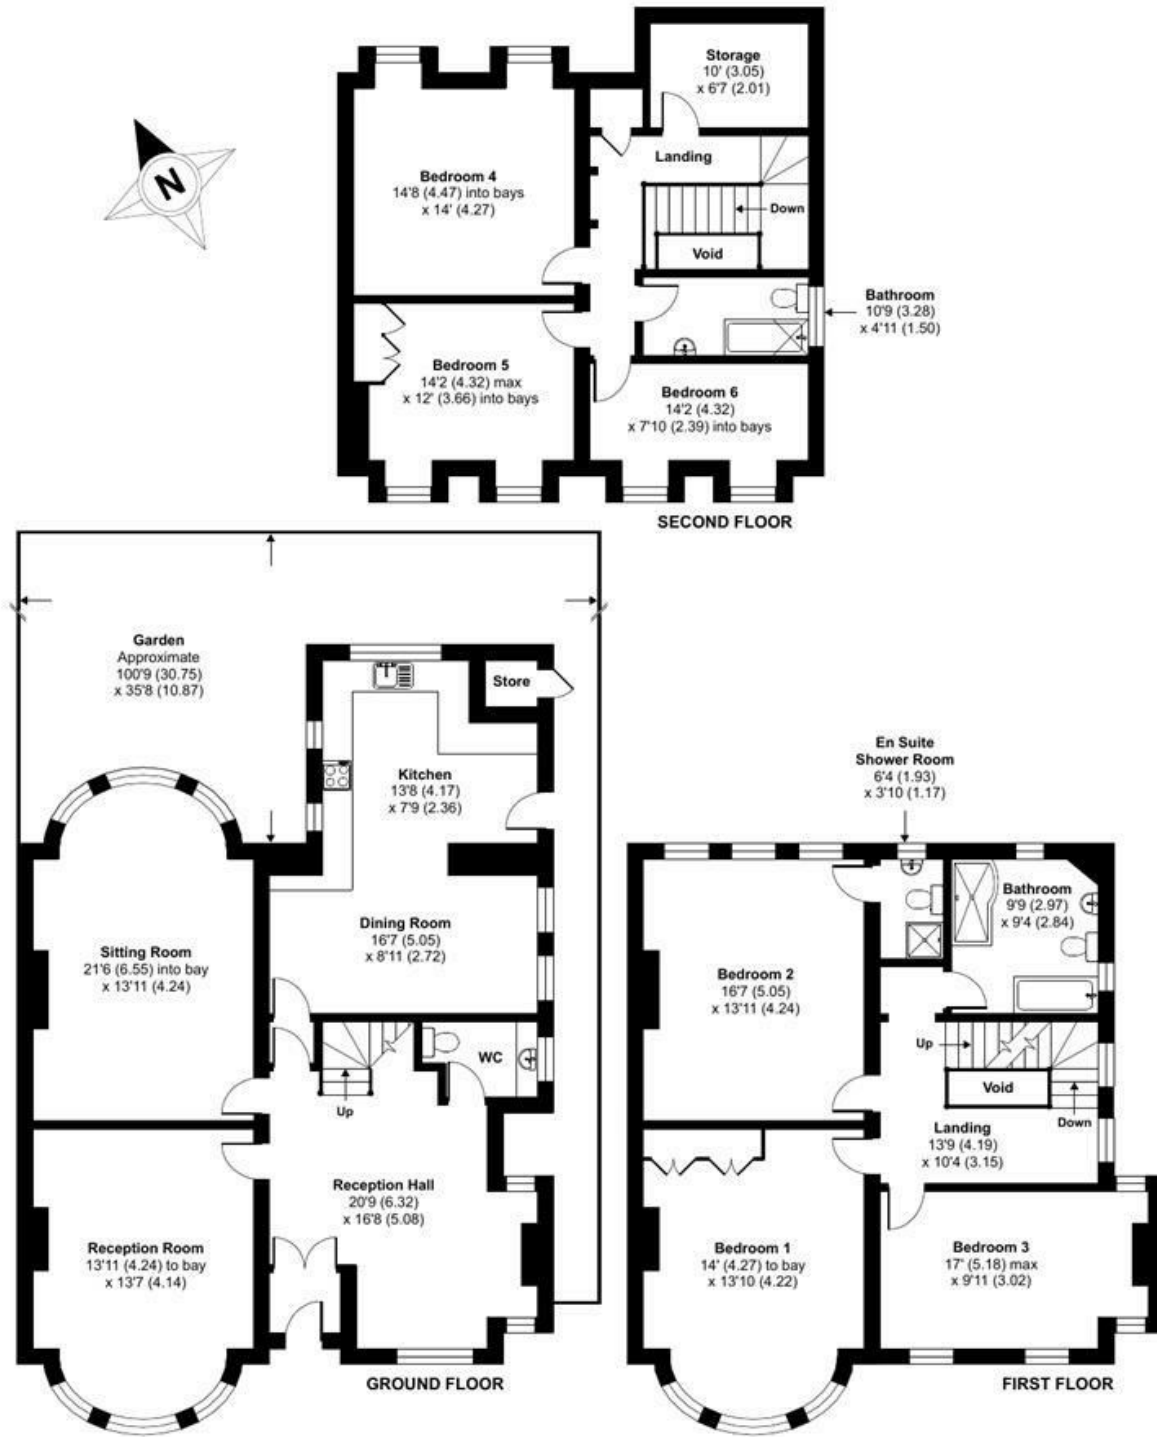 Storage
10' (3.05)
x 6'7 (2.01)
N
Bedroom 4
14'8 (4.47) into bays
x 14' (4.27)
Landing
Down
Void
Bathroom
10'9 (3.28)
x 4'11 (1.50)
Bedroom 5
14'2 (4.32) max
x 12' (3.66) into bays
Bedroom 6
14'2 (4.32)
x 7'10 (2.39) into bays
SECOND FLOOR
Garden
Approximate
100'9 (30.75)
x 35'8 (10.87)
Store
Kitchen
13'8 (4.17)
x 7'9 (2.36)
Dining Room
16'7 (5.05)
x 8'11 (2.72)
Sitting Room
21'6 (6.55) into bay
x 13'11 (4.24)
WC
Up
Reception Hall
20'9 (6.32)
x 16'8 (5.08)
Reception Room
13'11 (4.24) to bay
x 13'7 (4.14)
GROUND FLOOR
En Suite
Shower Room
6'4 (1.93)
x 3'10 (1.17)
Bathroom
9'9 (2.97)
x 9'4 (2.84)
Bedroom 2
16'7 (5.05)
x 13'11 (4.24)
Up
Void
Down
Landing
13'9 (4.19)
x 10'4 (3.15)
Bedroom 1
14' (4.27) to bay
x 13'10 (4.22)
Bedroom 3
17' (5.18) max
x 9'11 (3.02)
FIRST FLOOR